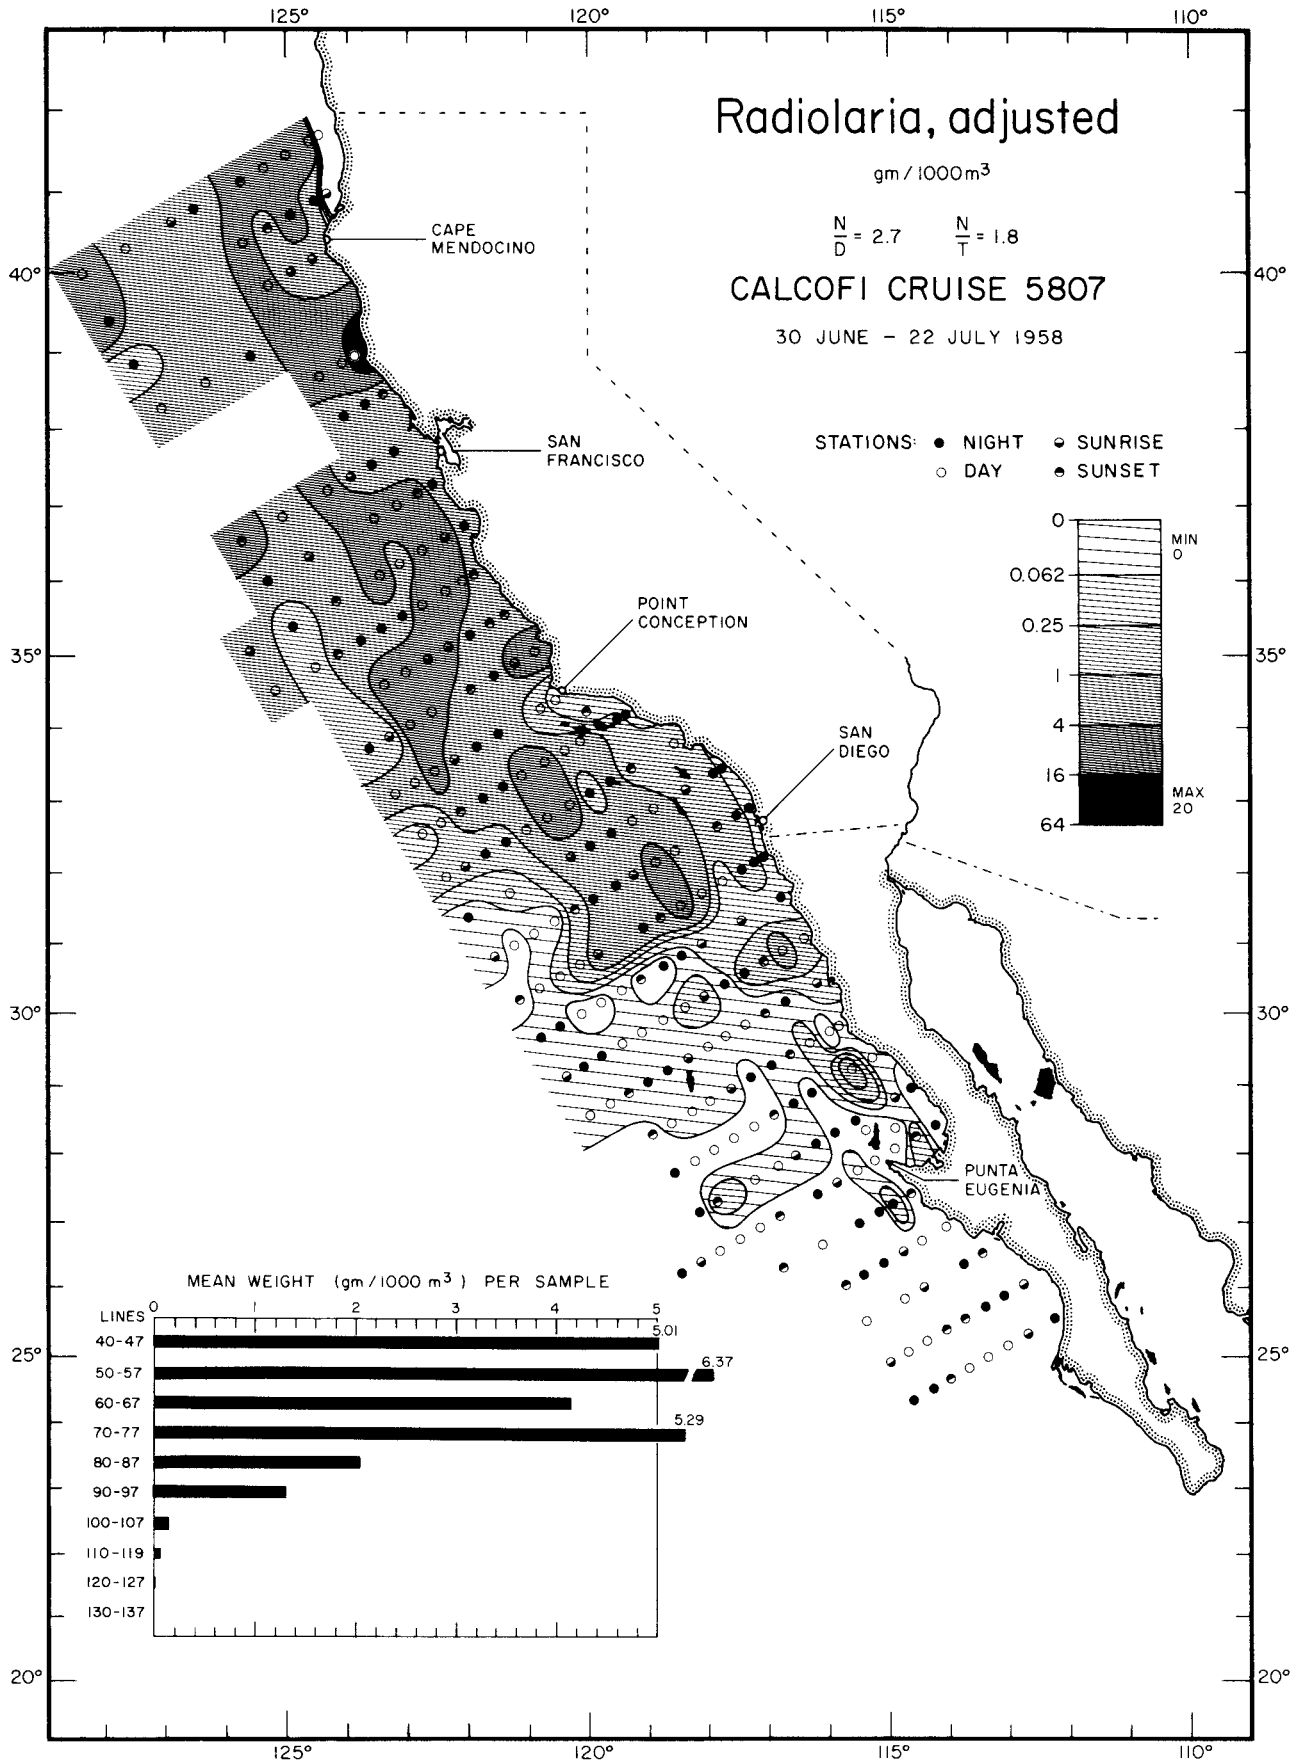 125° 120° 115° 110°
Radiolaria, adjusted
gm/1000m³
N/D = 2.7 N/T = 1.8
CALCOFI CRUISE 5807
30 JUNE – 22 JULY 1958
CAPE
MENDOCINO
40° 40°
SAN
FRANCISCO
STATIONS: ● NIGHT ◒ SUNRISE
○ DAY ◓ SUNSET
0
0.062
0.25
1
4
16
64
MIN
0
MAX
20
POINT
CONCEPTION
35° 35°
SAN
DIEGO
30° 30°
PUNTA
EUGENIA
MEAN WEIGHT (gm/1000 m³) PER SAMPLE
LINES 0 1 2 3 4 5
40-47 5.01
50-57 6.37
60-67
70-77 5.29
80-87
90-97
100-107
110-119
120-127
130-137
25° 25°
20° 20°
125° 120° 115° 110°